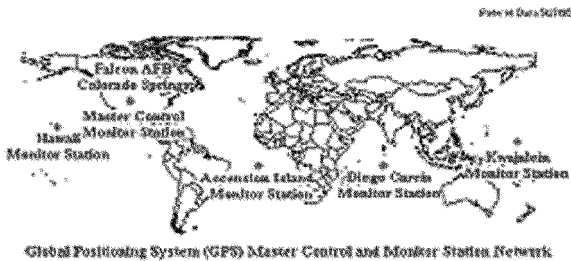 Falcon AFB
Colorado Springs
Master Control
Monitor Station
Hawaii
Monitor Station
Ascension Island
Monitor Station
Diego Garcia
Monitor Station
Kwajalein
Monitor Station
Global Positioning System (GPS) Master Control and Monitor Station Network